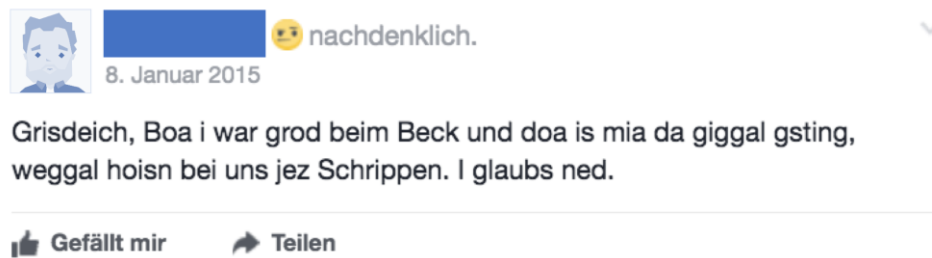 nachdenklich.
8. Januar 2015
Grisdeich, Boa i war grod beim Beck und doa is mia da giggal gsting,
weggal hoisn bei uns jez Schrippen. I glaubs ned.
Gefällt mir Teilen